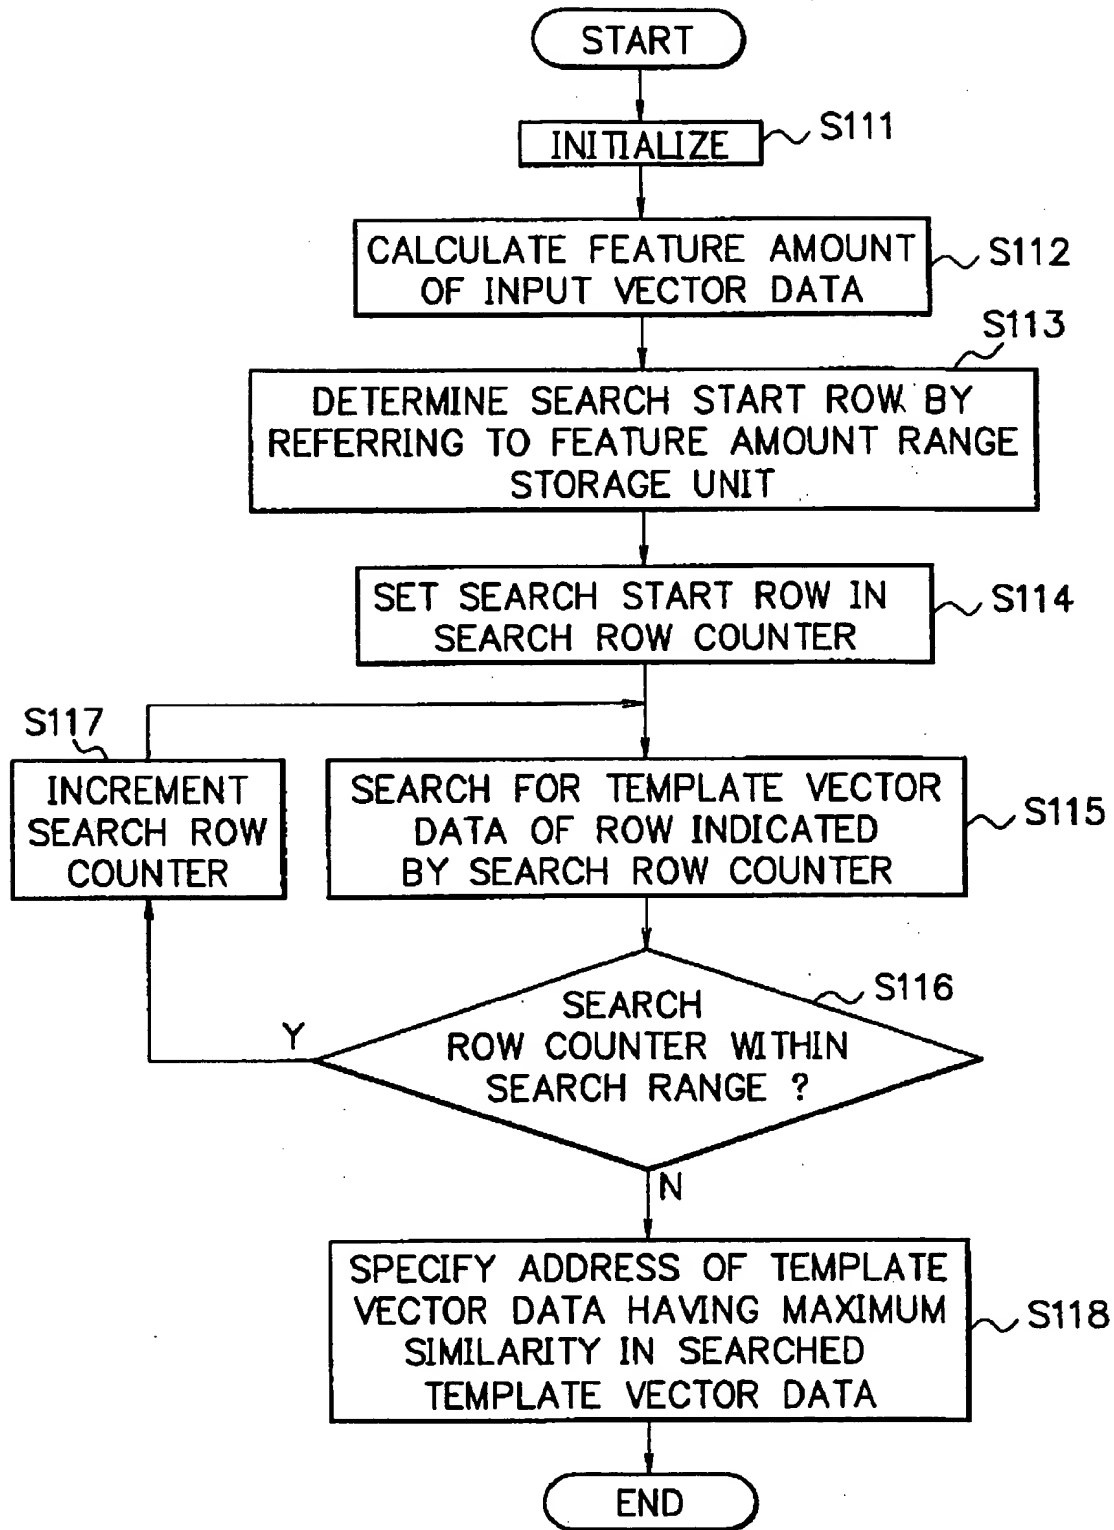 START
INITIALIZE
S111
CALCULATE FEATURE AMOUNT
OF INPUT VECTOR DATA
S112
S113
DETERMINE SEARCH START ROW BY
REFERRING TO FEATURE AMOUNT RANGE
STORAGE UNIT
SET SEARCH START ROW IN
SEARCH ROW COUNTER
S114
S117
INCREMENT
SEARCH ROW
COUNTER
SEARCH FOR TEMPLATE VECTOR
DATA OF ROW INDICATED
BY SEARCH ROW COUNTER
S115
S116
SEARCH
ROW COUNTER WITHIN
SEARCH RANGE ?
Y
N
SPECIFY ADDRESS OF TEMPLATE
VECTOR DATA HAVING MAXIMUM
SIMILARITY IN SEARCHED
TEMPLATE VECTOR DATA
S118
END